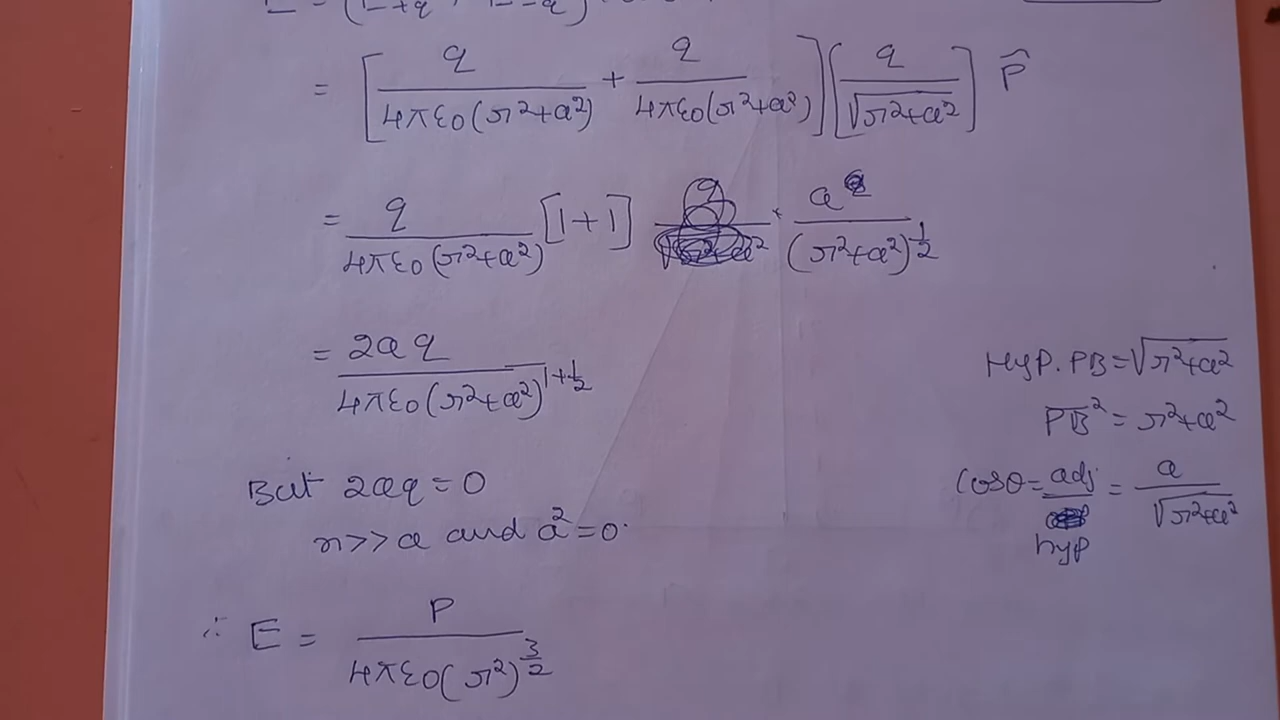 = [q/4πε0(r²+a²) + q/4πε0(r²+a²)] [q/√r²+a²] P̂
= q/4πε0(r²+a²) [1+1] × a/(r²+a²)^1/2
= 2aq/4πε0(r²+a²)^1+1/2
Hyp. PB = √r²+a²
PB² = r²+a²
But 2aq = 0
cosθ = adj/hyp = a/√r²+a²
r>>a and a² = 0.
∴ E = P/4πε0(r²)^3/2